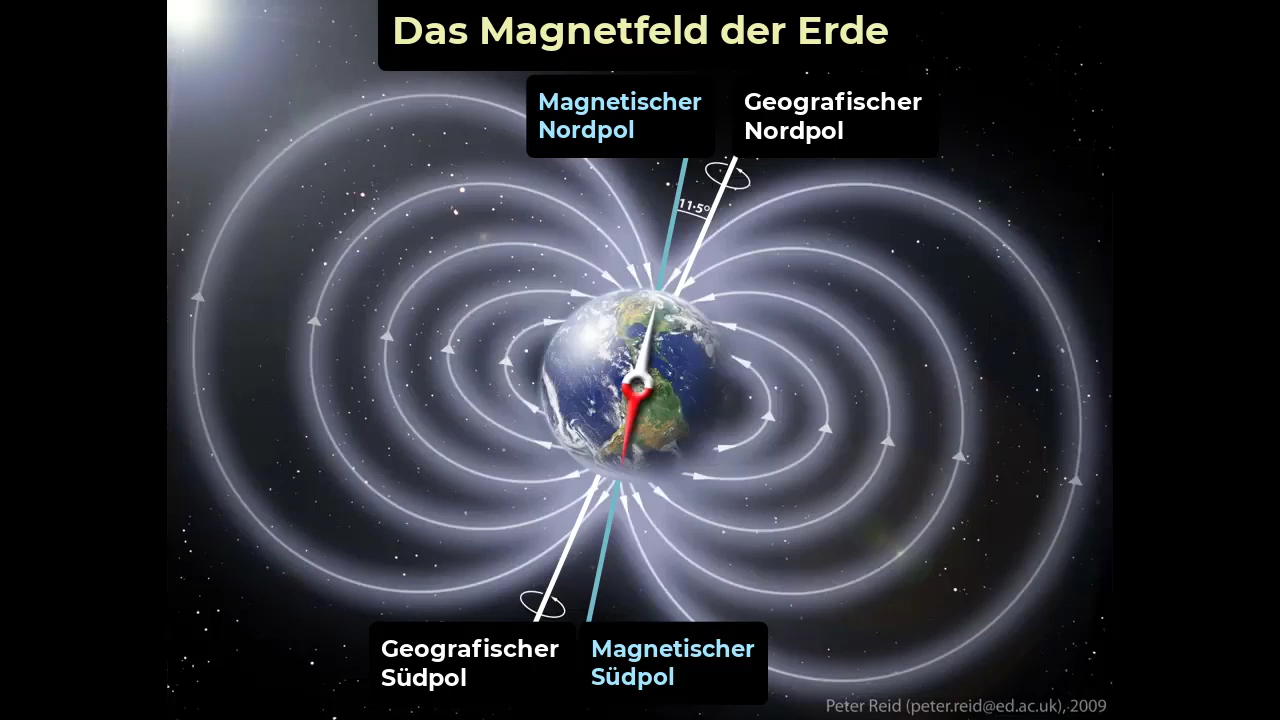 Das Magnetfeld der Erde
Magnetischer
Nordpol
Geografischer
Nordpol
11·5°
Geografischer
Südpol
Magnetischer
Südpol
Peter Reid (peter.reid@ed.ac.uk), 2009